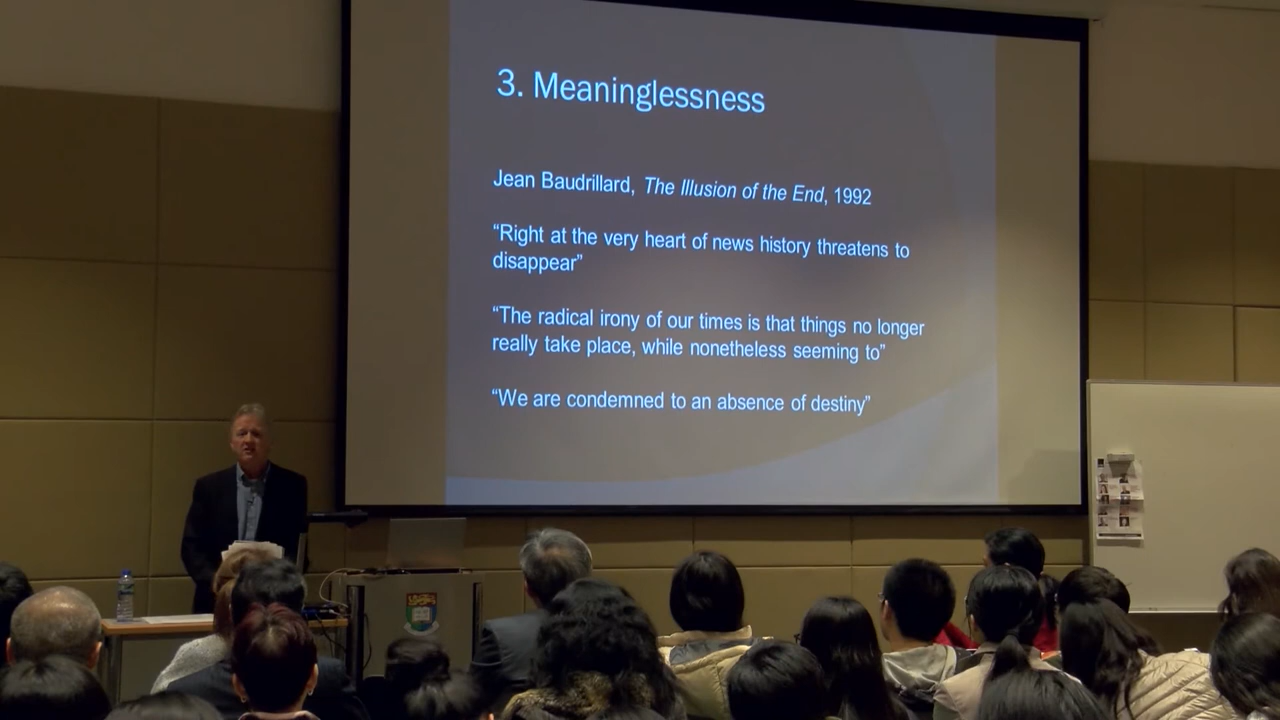 3. Meaninglessness
Jean Baudrillard, The Illusion of the End, 1992
“Right at the very heart of news history threatens to
disappear”
“The radical irony of our times is that things no longer
really take place, while nonetheless seeming to”
“We are condemned to an absence of destiny”